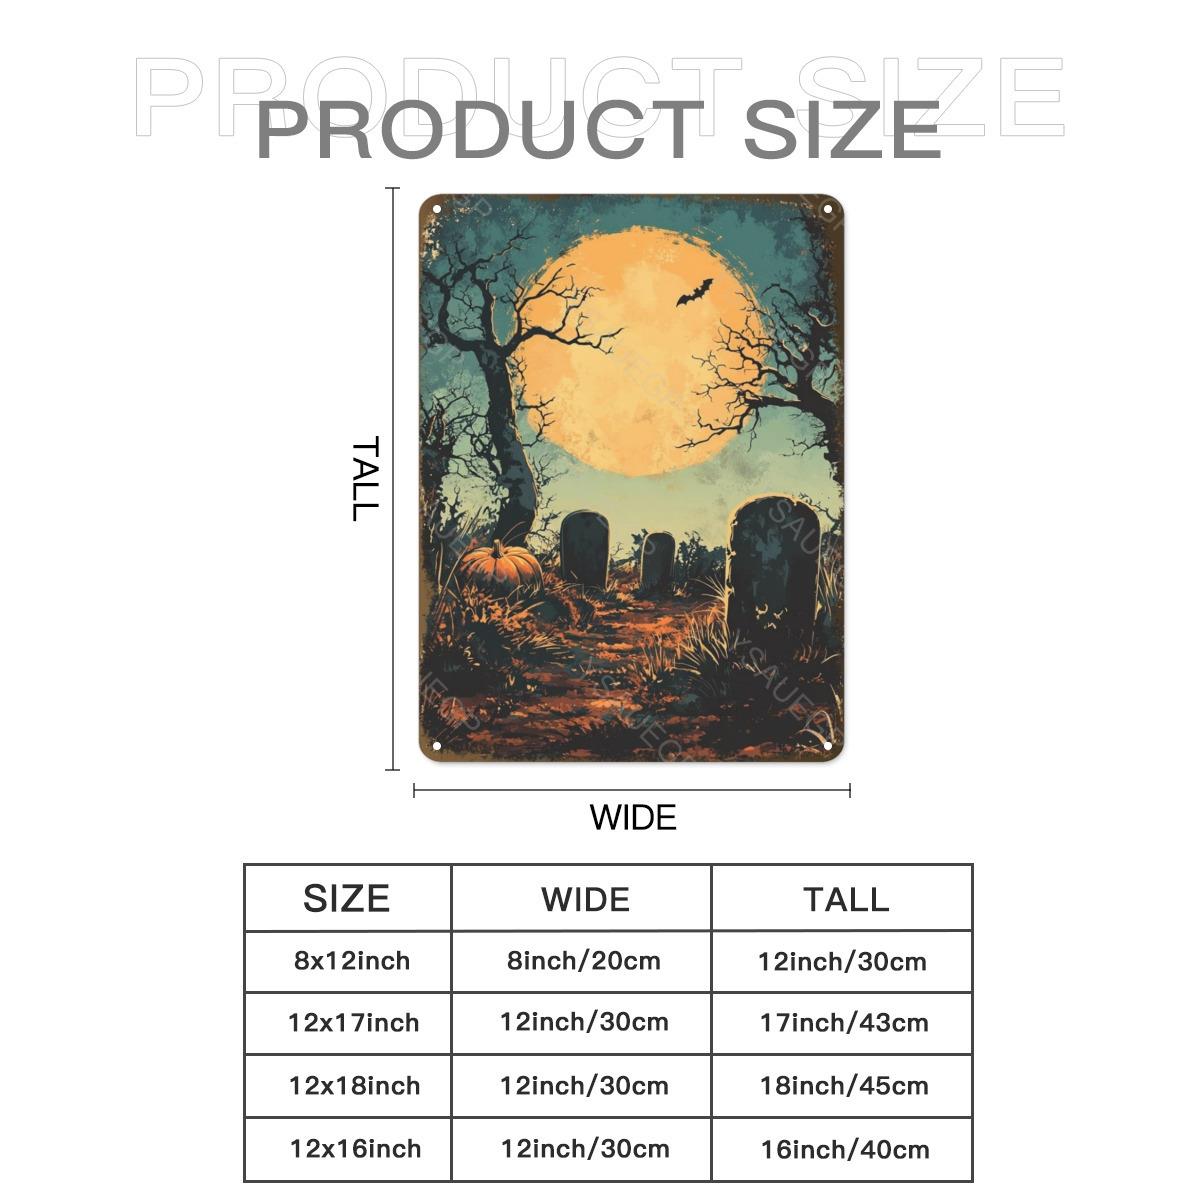 PRODUCT SIZE
PRODUCT SIZE
TALL
WIDE
SIZE WIDE TALL
8x12inch 8inch/20cm 12inch/30cm
12x17inch 12inch/30cm 17inch/43cm
12x18inch 12inch/30cm 18inch/45cm
12x16inch 12inch/30cm 16inch/40cm